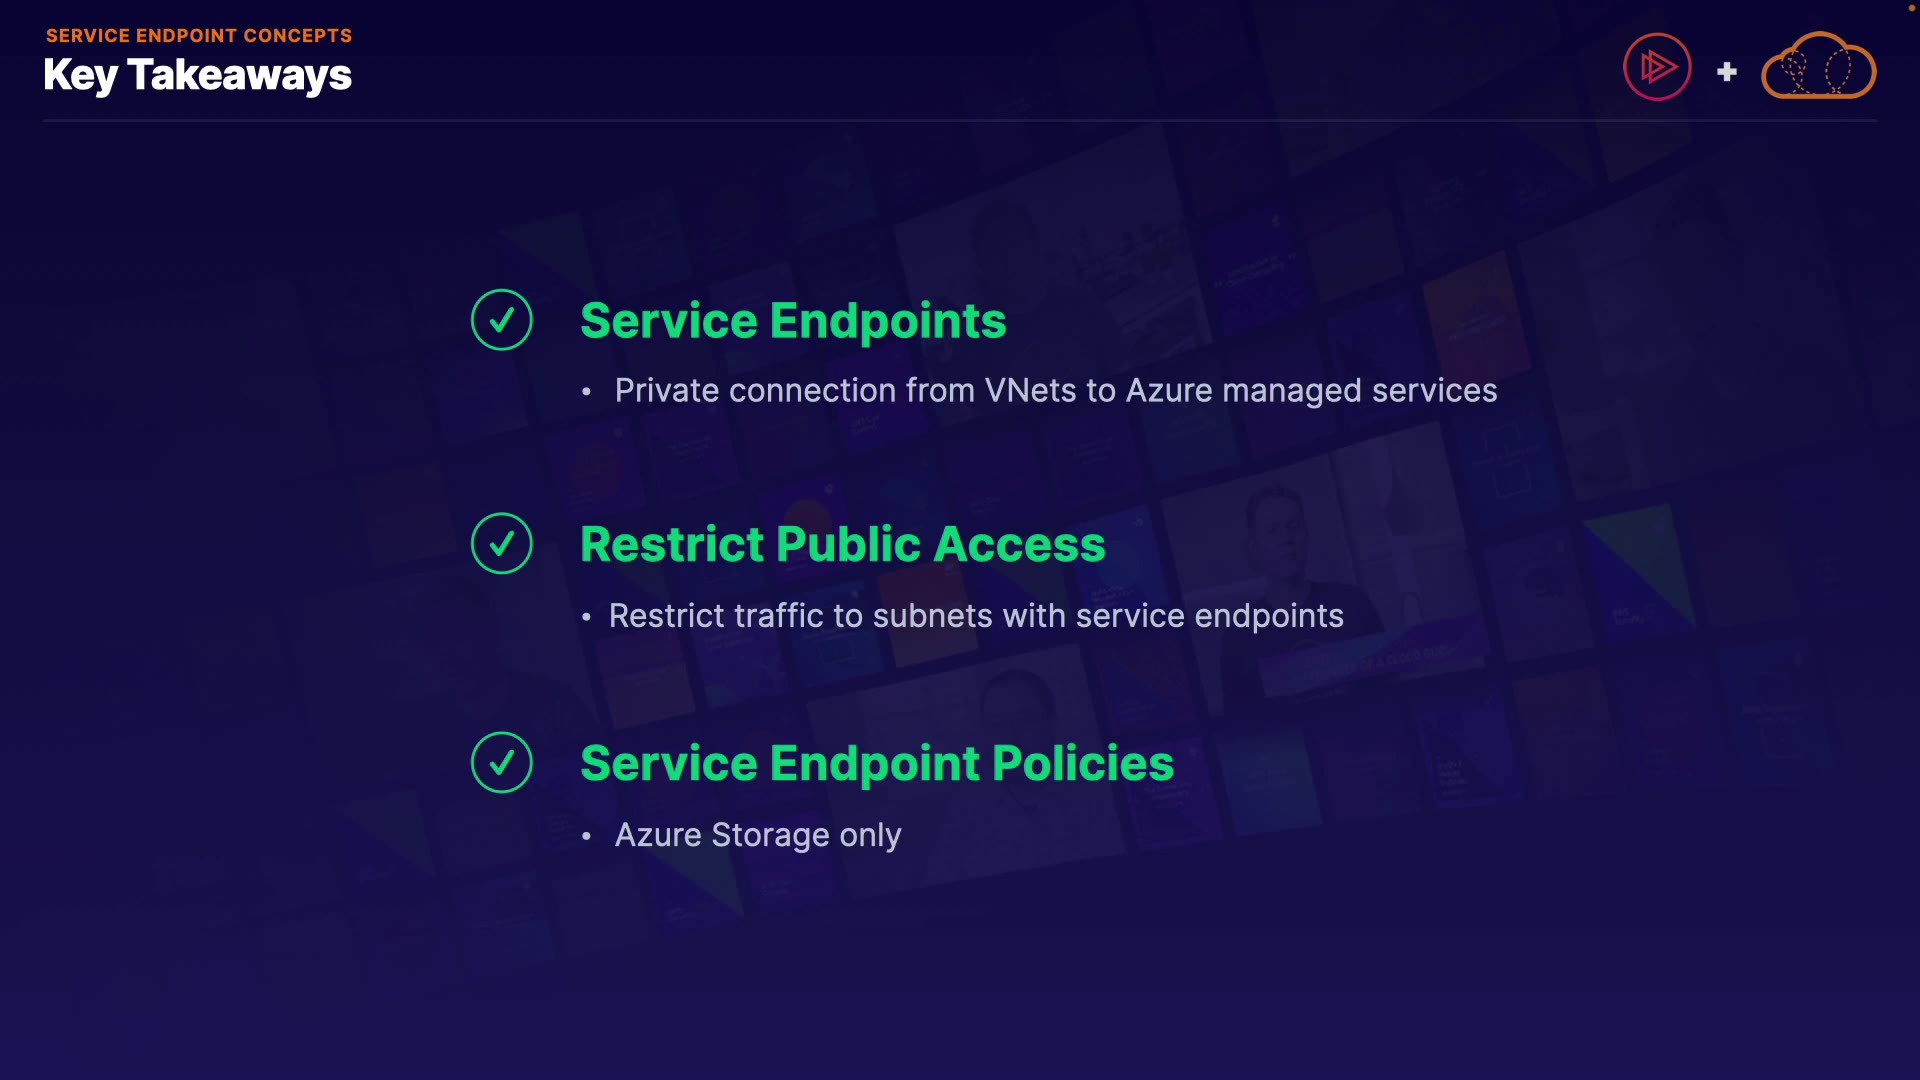 SERVICE ENDPOINT CONCEPTS
Key Takeaways
Service Endpoints
• Private connection from VNets to Azure managed services
Restrict Public Access
• Restrict traffic to subnets with service endpoints
Service Endpoint Policies
• Azure Storage only